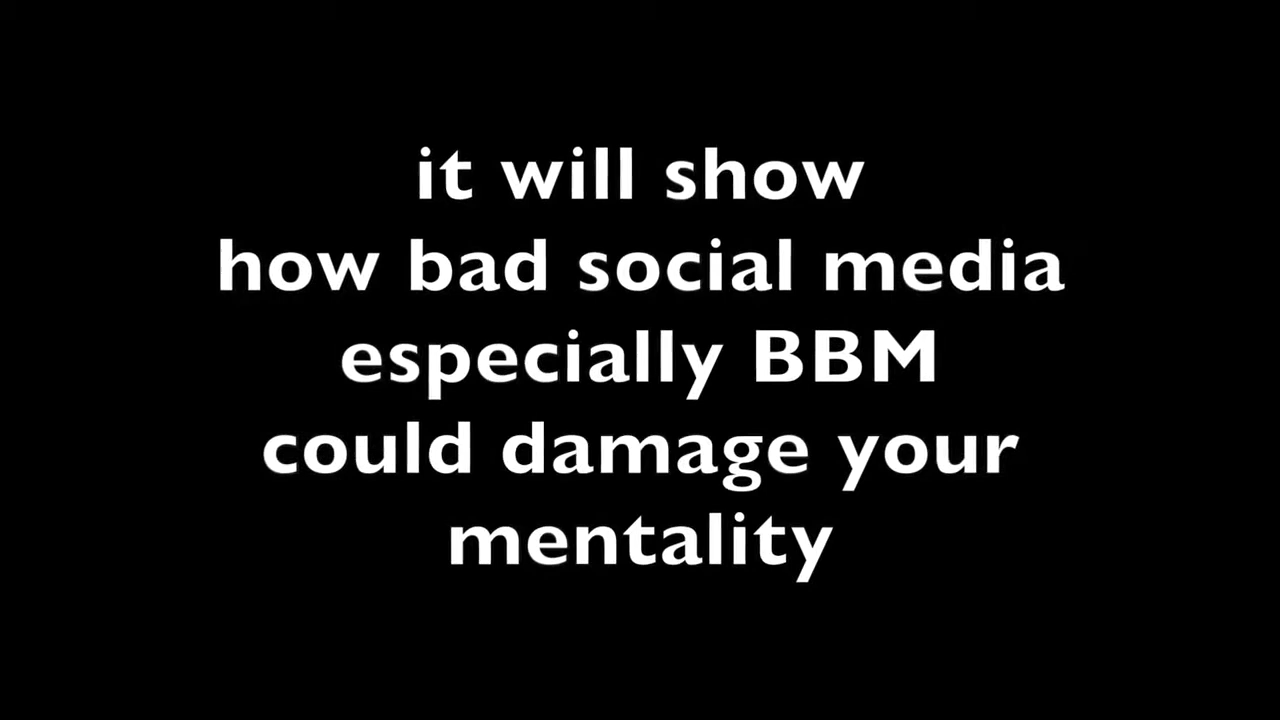 it will show
how bad social media
especially BBM
could damage your
mentality